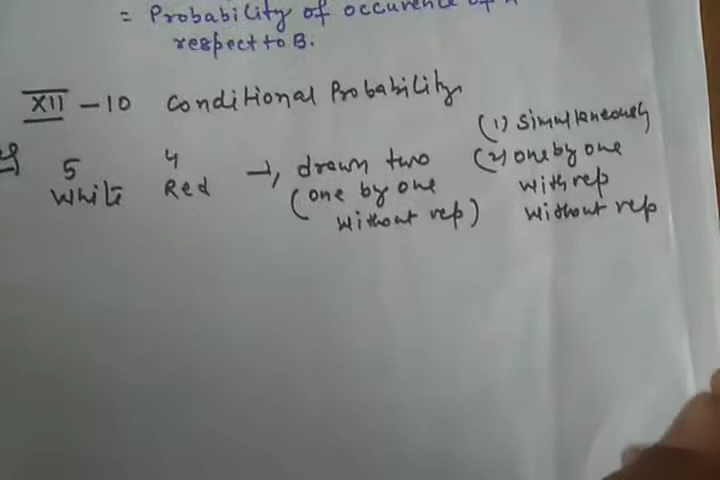 = Probability of occurence of A
respect to B.
XII - 10 Conditional Probability
(1) simultaneously
5 4 → drawn two (2) one by one
White Red (one by one with rep
without rep) without rep